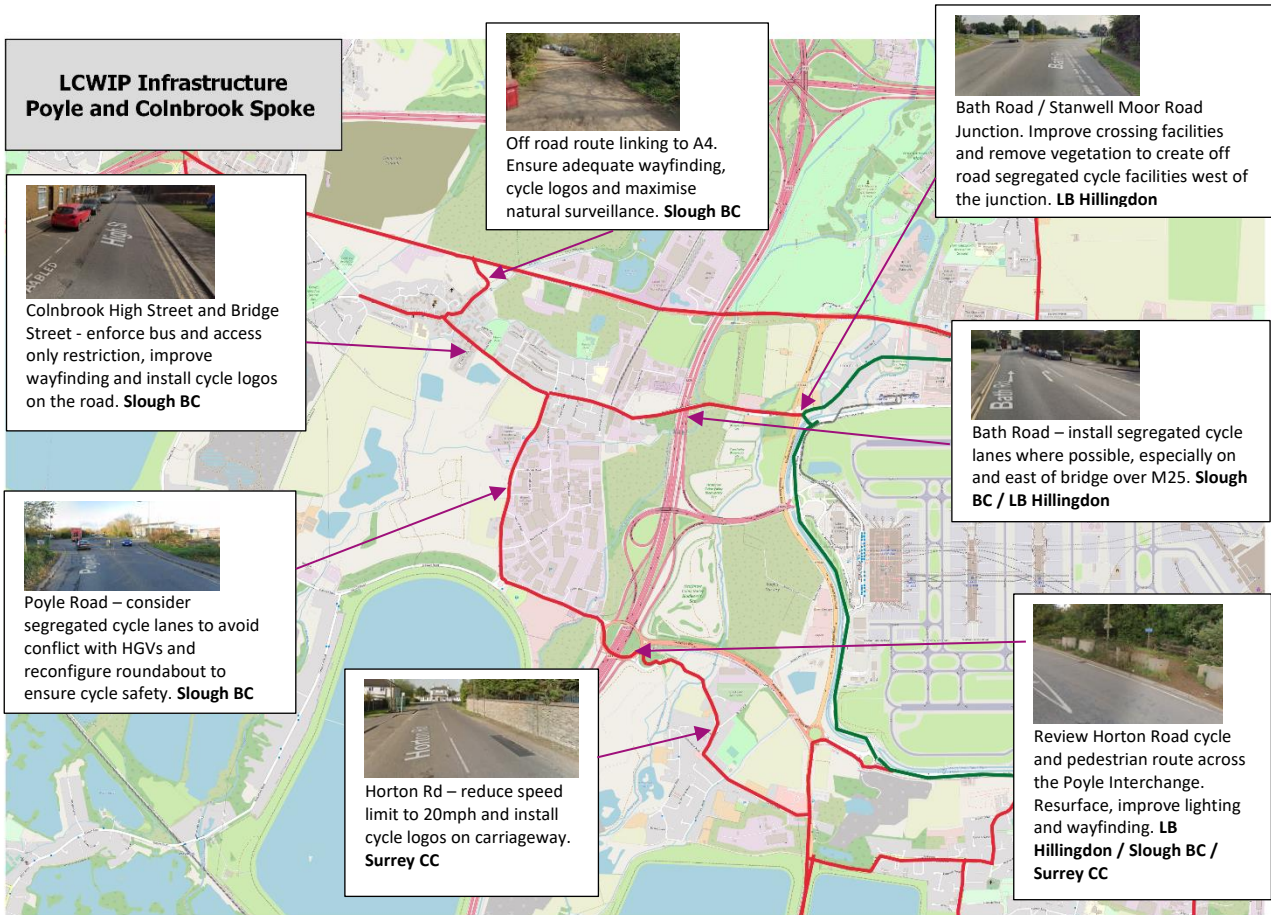 LCWIP Infrastructure
Poyle and Colnbrook Spoke
Off road route linking to A4.
Ensure adequate wayfinding,
cycle logos and maximise
natural surveillance. Slough BC
Bath Road / Stanwell Moor Road
Junction. Improve crossing facilities
and remove vegetation to create off
road segregated cycle facilities west of
the junction. LB Hillingdon
High St
Colnbrook High Street and Bridge
Street - enforce bus and access
only restriction, improve
wayfinding and install cycle logos
on the road. Slough BC
Bath Rd
Bath Road – install segregated cycle
lanes where possible, especially on
and east of bridge over M25. Slough
BC / LB Hillingdon
Poyle Road – consider
segregated cycle lanes to avoid
conflict with HGVs and
reconfigure roundabout to
ensure cycle safety. Slough BC
Horton Rd
Horton Rd – reduce speed
limit to 20mph and install
cycle logos on carriageway.
Surrey CC
Review Horton Road cycle
and pedestrian route across
the Poyle Interchange.
Resurface, improve lighting
and wayfinding. LB
Hillingdon / Slough BC /
Surrey CC